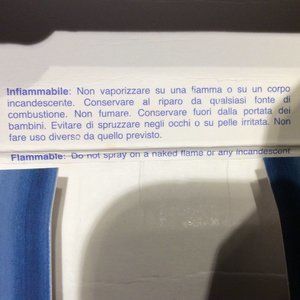 Infiammabile: Non vaporizzare su una fiamma o su un corpo
incandescente. Conservare al riparo da qualsiasi fonte di
combustione. Non fumare. Conservare fuori dalla portata dei
bambini. Evitare di spruzzare negli occhi o su pelle irritata. Non
fare uso diverso da quello previsto.
Flammable: Do not spray on a naked flame or any incandescent